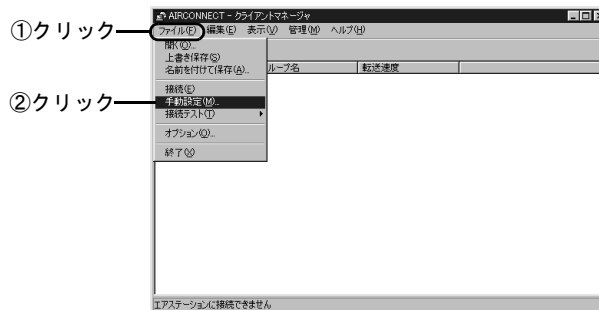 AIRCONNECT - クライアントマネージャ
①クリック
ファイル(F) 編集(E) 表示(V) 管理(M) ヘルプ(H)
開く(O)...
上書き保存(S)
名前を付けて保存(A)...
ループ名 転送速度
接続(E)
②クリック
手動設定(M)...
接続テスト(T)
オプション(O)...
終了(X)
エアステーションに接続できません